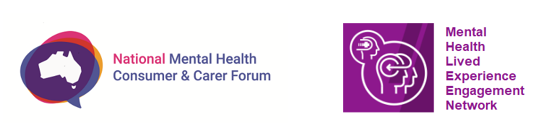 National Mental Health
Consumer & Carer Forum
Mental
Health
Lived
Experience
Engagement
Network